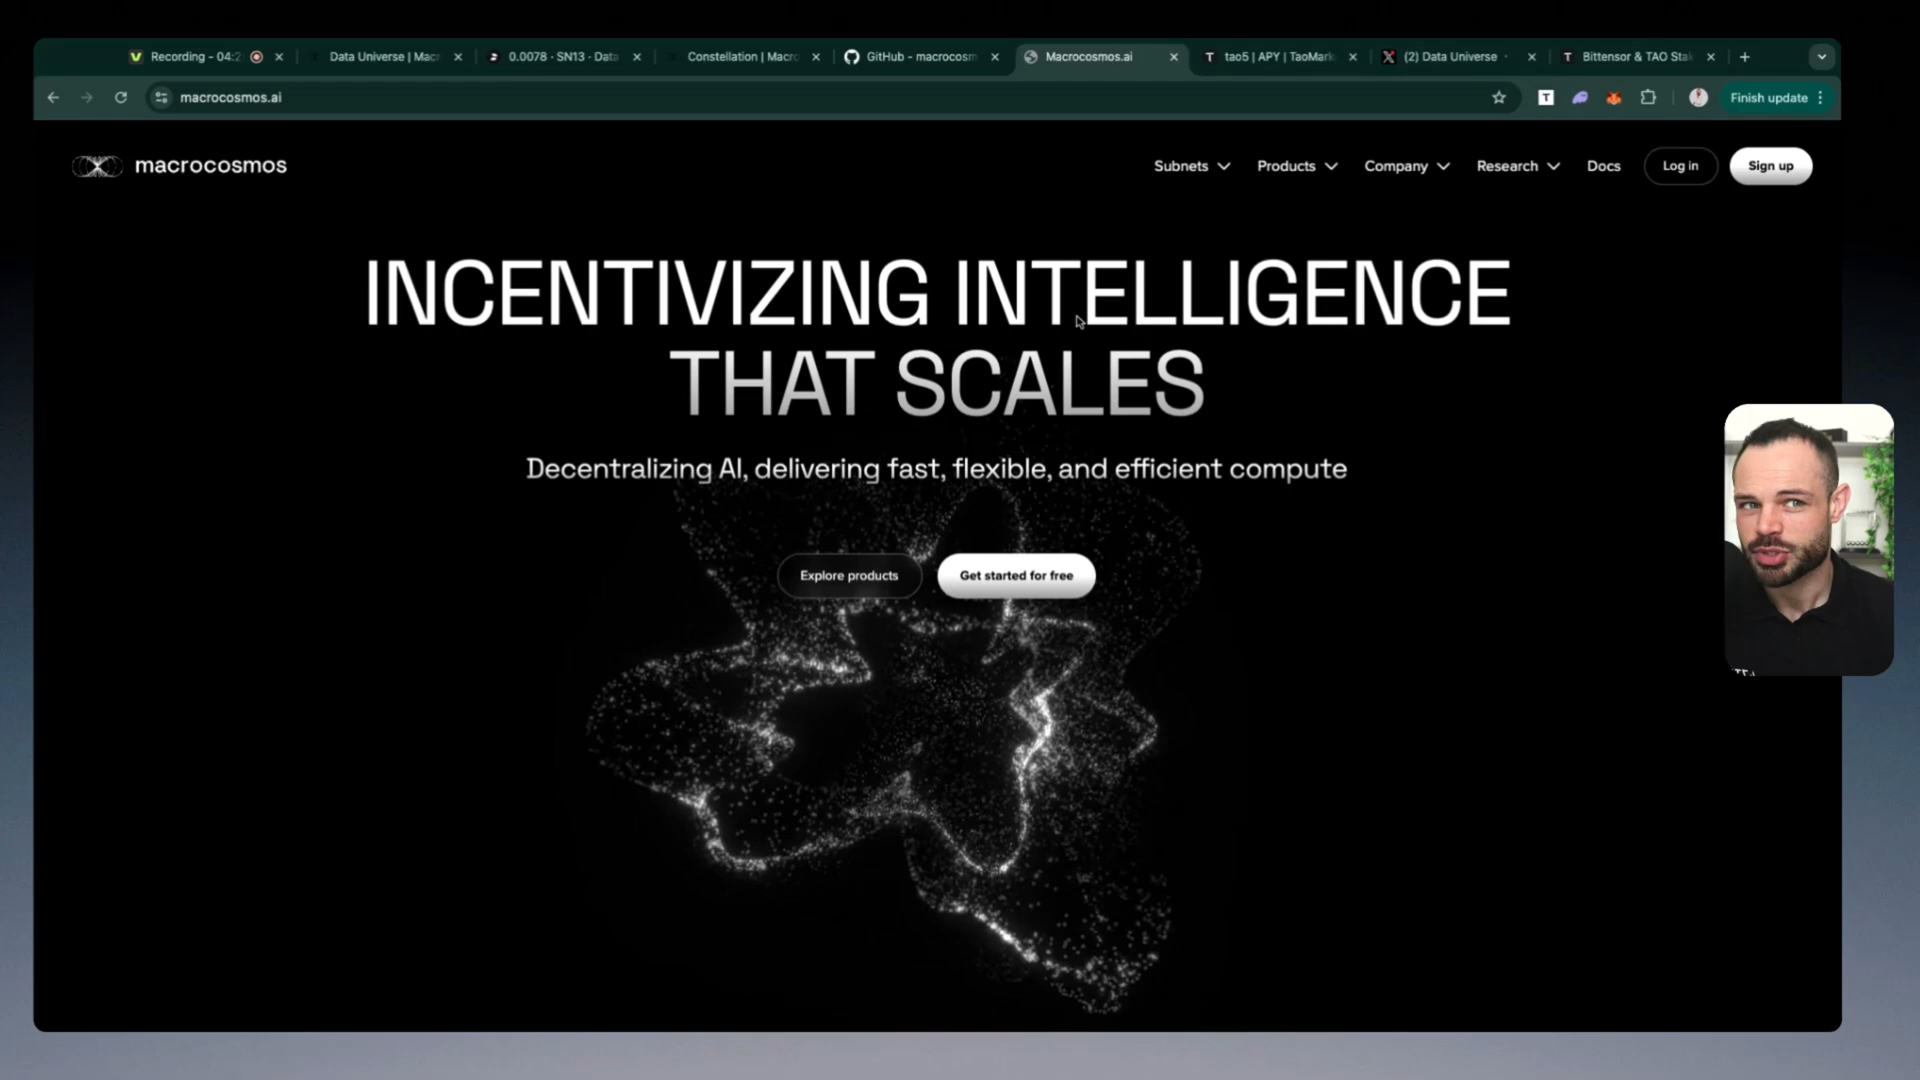 Recording - 04:2
Data Universe | Macr
0.0078 · SN13 · Data
Constellation | Macro
GitHub - macrocosm
Macrocosmos.ai
tao5 | APY | TaoMark
(2) Data Universe ·
Bittensor & TAO Sta
macrocosmos.ai
T
Finish update
macrocosmos
Subnets
Products
Company
Research
Docs
Log in
Sign up
INCENTIVIZING INTELLIGENCE
THAT SCALES
Decentralizing AI, delivering fast, flexible, and efficient compute
Explore products
Get started for free